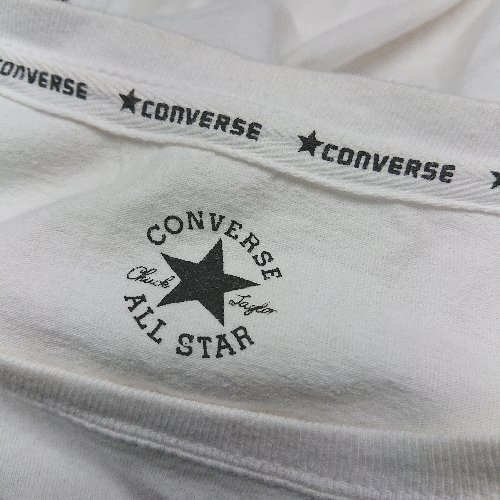 CONVERSE ★CONVERSE ★CONVERSE ★
CONVERSE
Chuck Taylor
ALL STAR